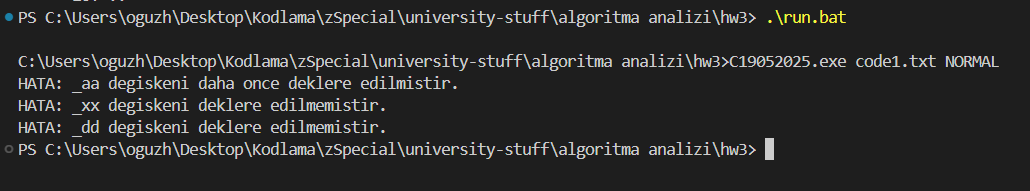 PS C:\Users\oguzh\Desktop\Kodlama\zSpecial\university-stuff\algoritma analizi\hw3> .\run.bat
C:\Users\oguzh\Desktop\Kodlama\zSpecial\university-stuff\algoritma analizi\hw3>C19052025.exe code1.txt NORMAL
HATA: _aa degiskeni daha once deklere edilmistir.
HATA: _xx degiskeni deklere edilmemistir.
HATA: _dd degiskeni deklere edilmemistir.
PS C:\Users\oguzh\Desktop\Kodlama\zSpecial\university-stuff\algoritma analizi\hw3>